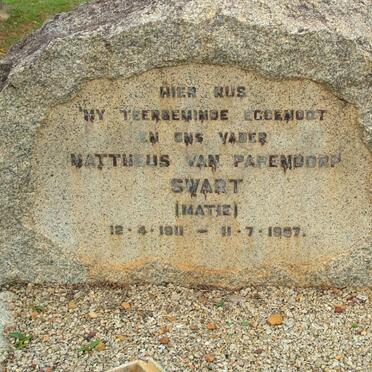 HIER RUS
MY TEERBEMINDE EGGENOOT
EN ONS VADER
MATTHEUS VAN PAPENDORP
SWART
(MATIE)
12-4-1911 - 11-7-1957.